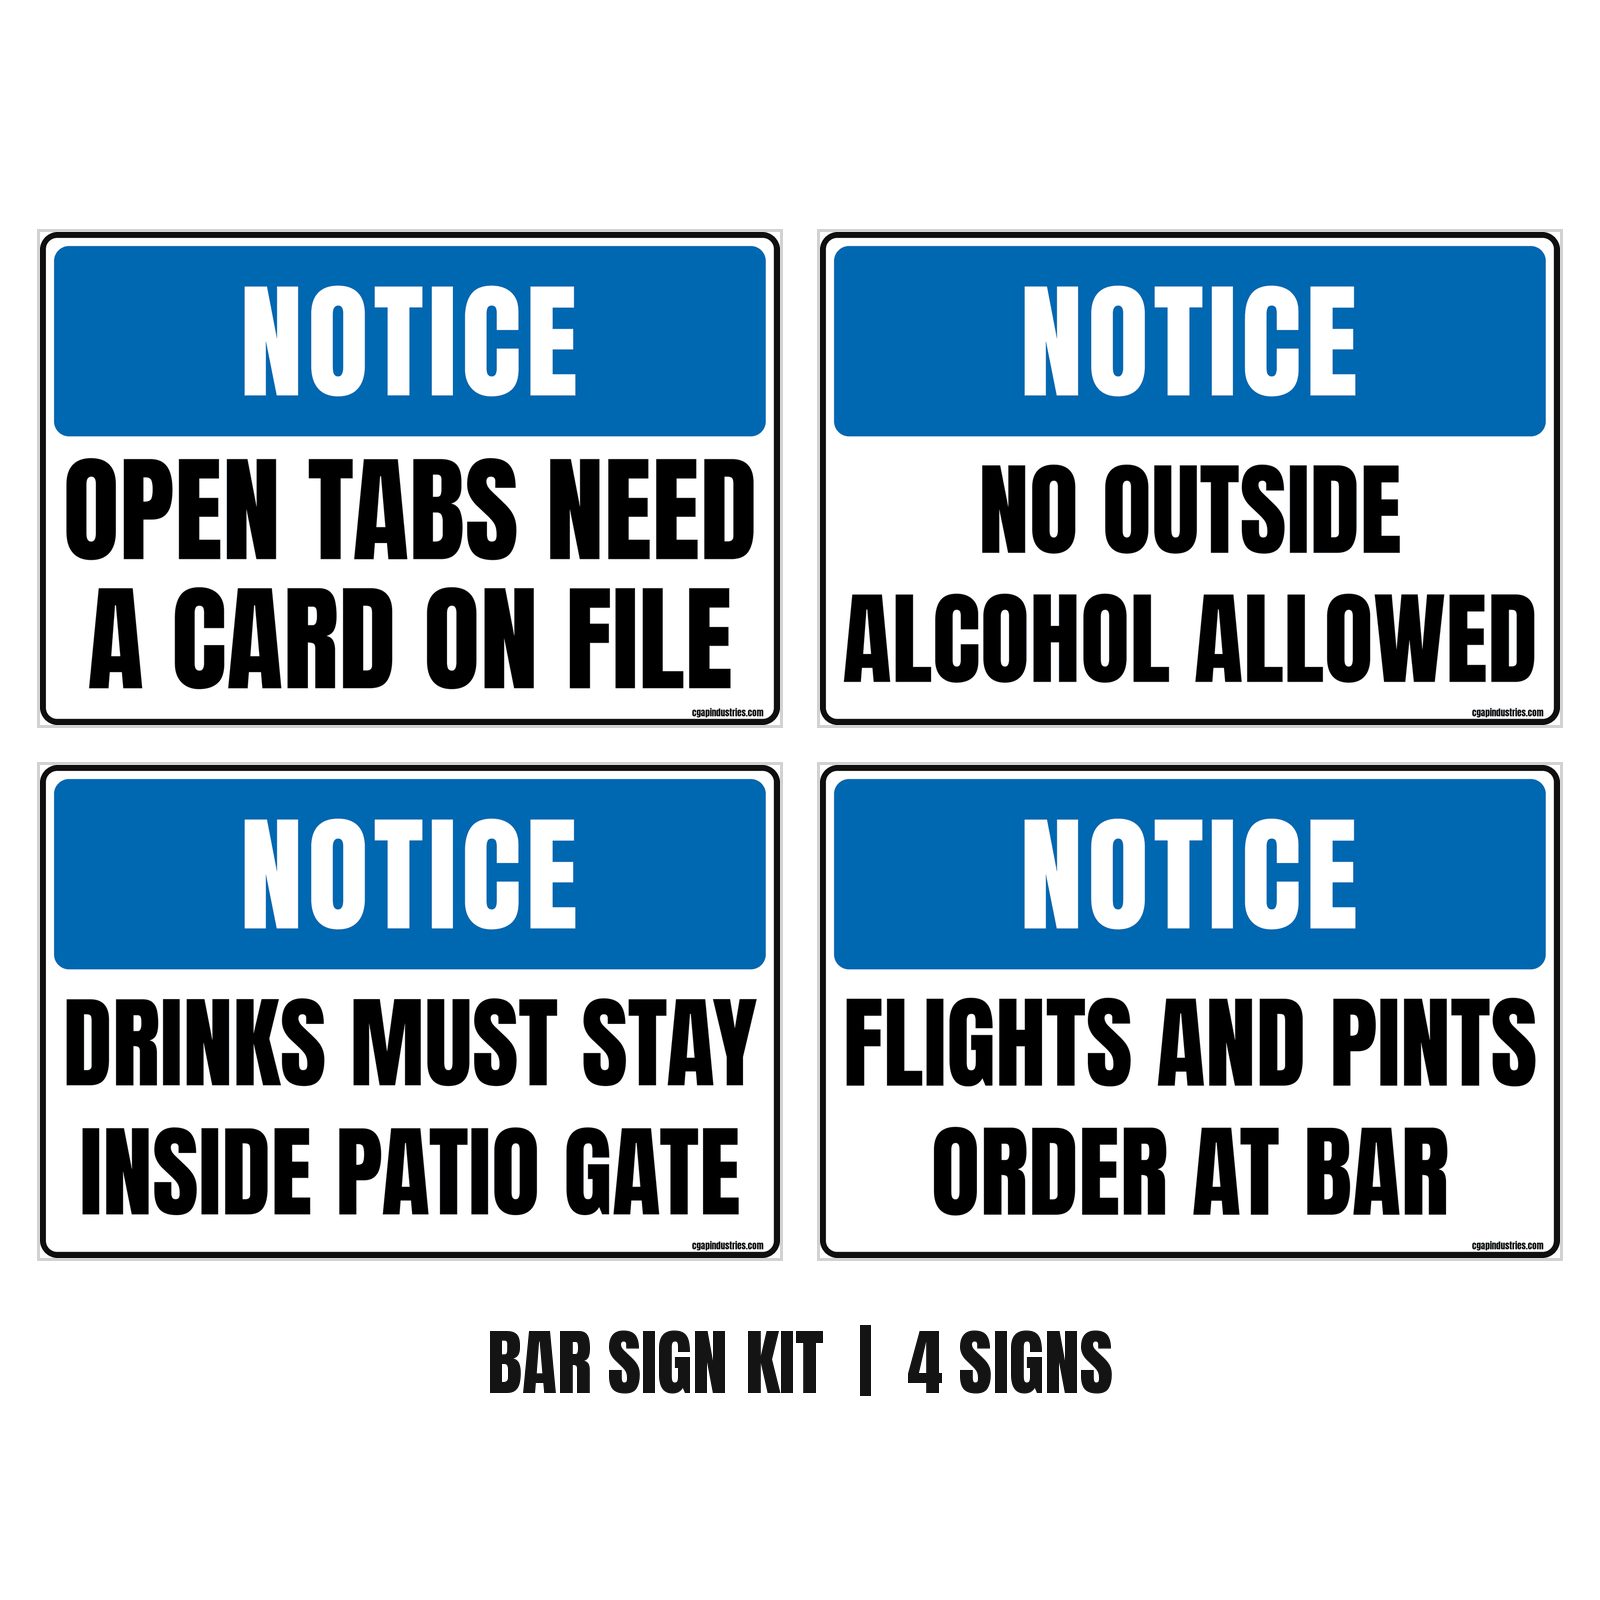 NOTICE
OPEN TABS NEED
A CARD ON FILE
cgapindustries.com
NOTICE
NO OUTSIDE
ALCOHOL ALLOWED
cgapindustries.com
NOTICE
DRINKS MUST STAY
INSIDE PATIO GATE
cgapindustries.com
NOTICE
FLIGHTS AND PINTS
ORDER AT BAR
cgapindustries.com
BAR SIGN KIT | 4 SIGNS